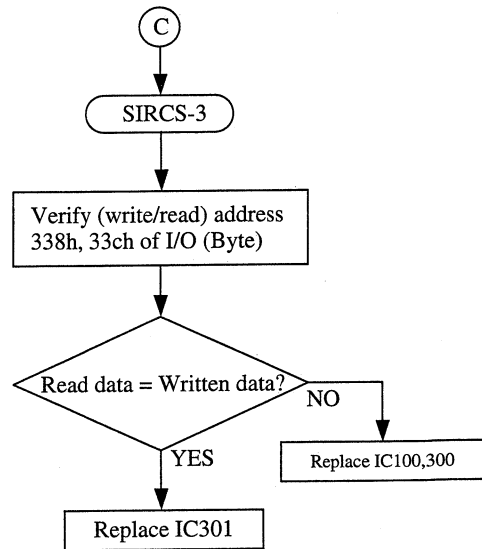 C
SIRCS-3
Verify (write/read) address
338h, 33ch of I/O (Byte)
Read data = Written data?
NO
YES
Replace IC100,300
Replace IC301